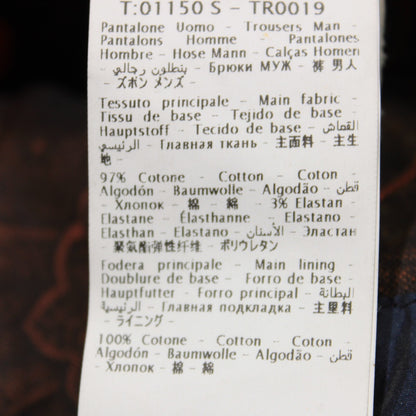 T:01150 S - TR0019
Pantalone Uomo - Trousers Man -
Pantalons Homme - Pantalones
Hombre - Hose Mann - Calças Homen
- بنطلون رجالي - Брюки МУЖ - 裤 男人
- ズボン メンズ -
Tessuto principale - Main fabric -
Tissu de base - Tejido de base -
Hauptstoff - Tecido de base - القماش
الرئيسي - Главная ткань - 主面料 - 主生
地 -
97% Cotone - Cotton - Coton -
Algodón - Baumwolle - Algodão - قطن
- Хлопок - 棉 - 綿 - 3% Elastan -
Elastane - Élasthanne - Elastano -
Elasthan - Elastano - الأستان - Эластан
- 聚氨酯弹性纤维 - ポリウレタン
Fodera principale - Main lining -
Doublure de base - Forro de base -
Hauptfutter - Forro principal - البطانة
الرئيسية - Главная подкладка - 主里料
- ライニング -
100% Cotone - Cotton - Coton -
Algodón - Baumwolle - Algodão - قطن
- Хлопок - 棉 - 綿